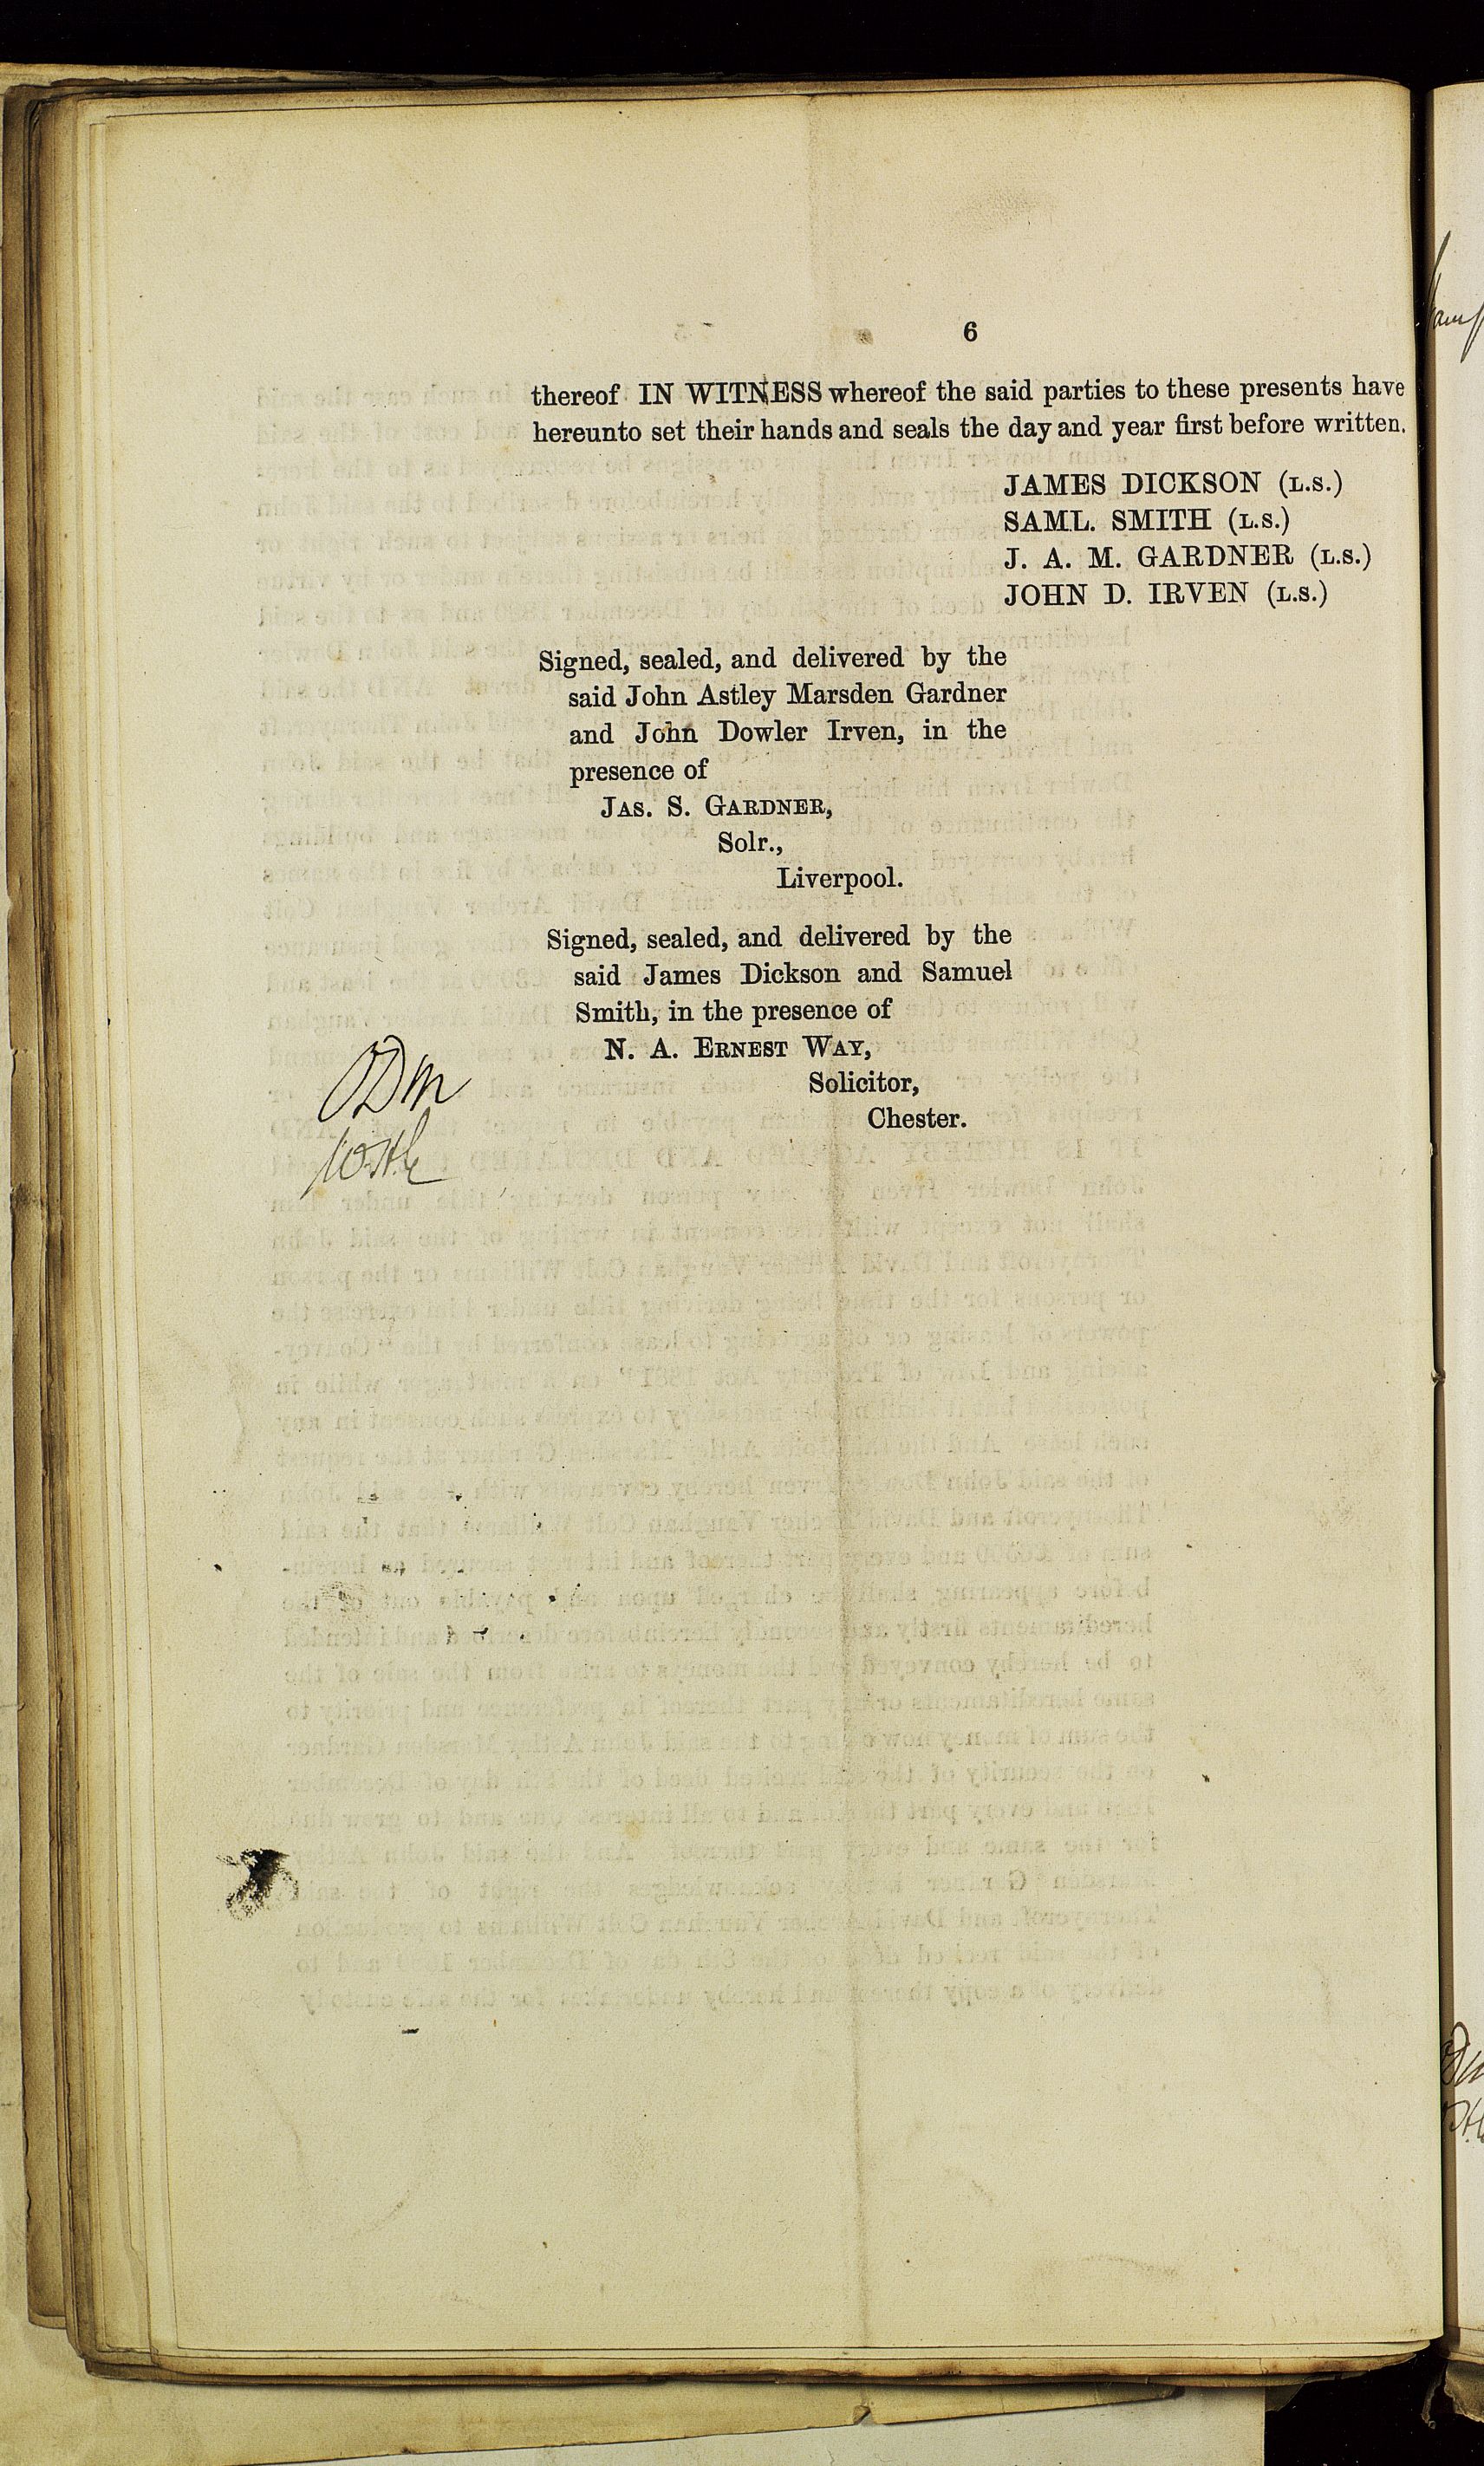 6
thereof IN WITNESS whereof the said parties to these presents have
hereunto set their hands and seals the day and year first before written.
JAMES DICKSON (L.S.)
SAML. SMITH (L.S.)
J. A. M. GARDNER (L.S.)
JOHN D. IRVEN (L.S.)
Signed, sealed, and delivered by the
said John Astley Marsden Gardner
and John Dowler Irven, in the
presence of
JAS. S. GARDNER,
Solr.,
Liverpool.
Signed, sealed, and delivered by the
said James Dickson and Samuel
Smith, in the presence of
N. A. ERNEST WAY,
Solicitor,
Chester.